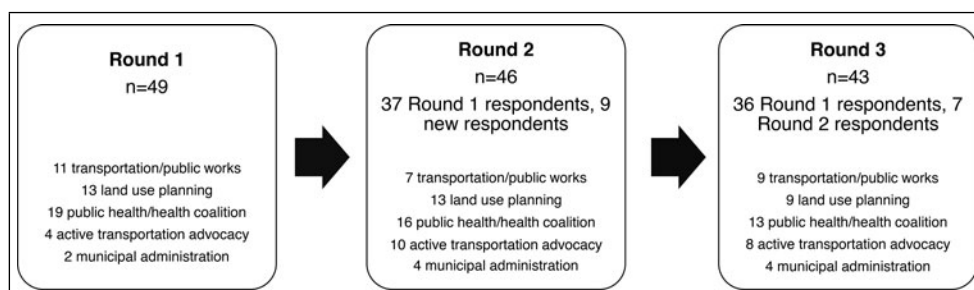 Round 1
n=49
11 transportation/public works
13 land use planning
19 public health/health coalition
4 active transportation advocacy
2 municipal administration
Round 2
n=46
37 Round 1 respondents, 9
new respondents
7 transportation/public works
13 land use planning
16 public health/health coalition
10 active transportation advocacy
4 municipal administration
Round 3
n=43
36 Round 1 respondents, 7
Round 2 respondents
9 transportation/public works
9 land use planning
13 public health/health coalition
8 active transportation advocacy
4 municipal administration